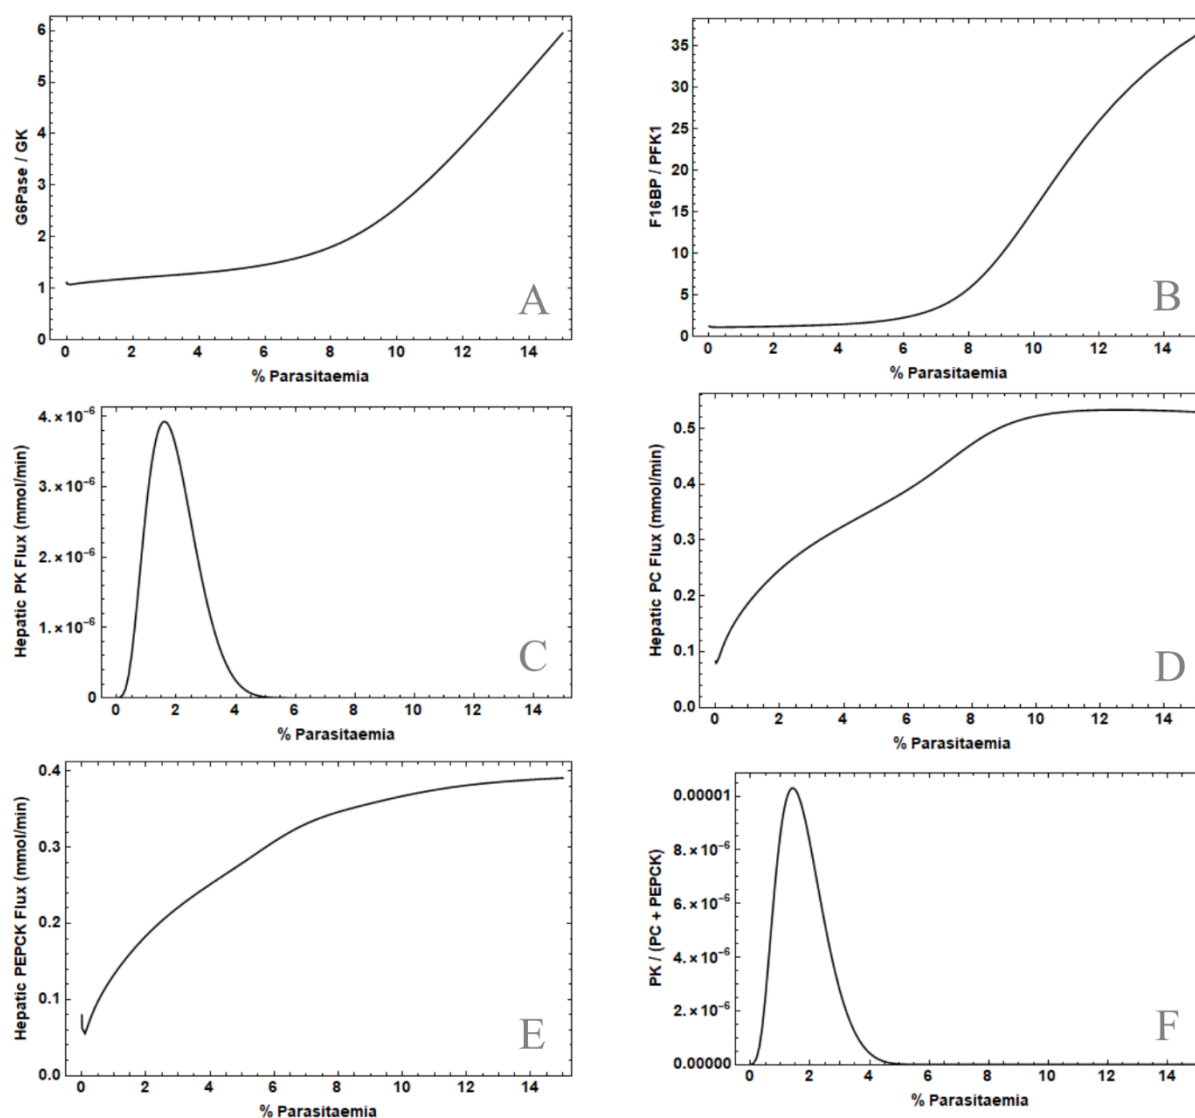 G6Pase / GK
6
5
4
3
2
1
0
A
0 2 4 6 8 10 12 14
% Parasitaemia
F16BP / PFK1
35
30
25
20
15
10
5
0
B
0 2 4 6 8 10 12 14
% Parasitaemia
Hepatic PK Flux (mmol/min)
4. × 10⁻⁶
3. × 10⁻⁶
2. × 10⁻⁶
1. × 10⁻⁶
0
C
0 2 4 6 8 10 12 14
% Parasitaemia
Hepatic PC Flux (mmol/min)
0.5
0.4
0.3
0.2
0.1
0.0
D
0 2 4 6 8 10 12 14
% Parasitaemia
Hepatic PEPCK Flux (mmol/min)
0.4
0.3
0.2
0.1
0.0
E
0 2 4 6 8 10 12 14
% Parasitaemia
PK / (PC + PEPCK)
0.00001
8. × 10⁻⁶
6. × 10⁻⁶
4. × 10⁻⁶
2. × 10⁻⁶
0.00000
F
0 2 4 6 8 10 12 14
% Parasitaemia